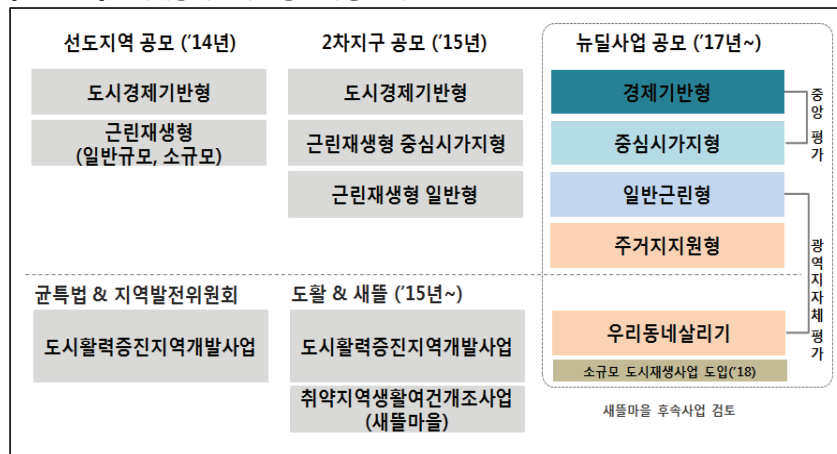 선도지역 공모 ('14년)
도시경제기반형
근린재생형
(일반규모, 소규모)
2차지구 공모 ('15년)
도시경제기반형
근린재생형 중심시가지형
근린재생형 일반형
뉴딜사업 공모 ('17년~)
경제기반형
중심시가지형
일반근린형
주거지지원형
중앙 평가
광역지자체 평가
균특법 & 지역발전위원회
도시활력증진지역개발사업
도활 & 새뜰 ('15년~)
도시활력증진지역개발사업
취약지역생활여건개조사업
(새뜰마을)
우리동네살리기
소규모 도시재생사업 도입('18)
새뜰마을 후속사업 검토